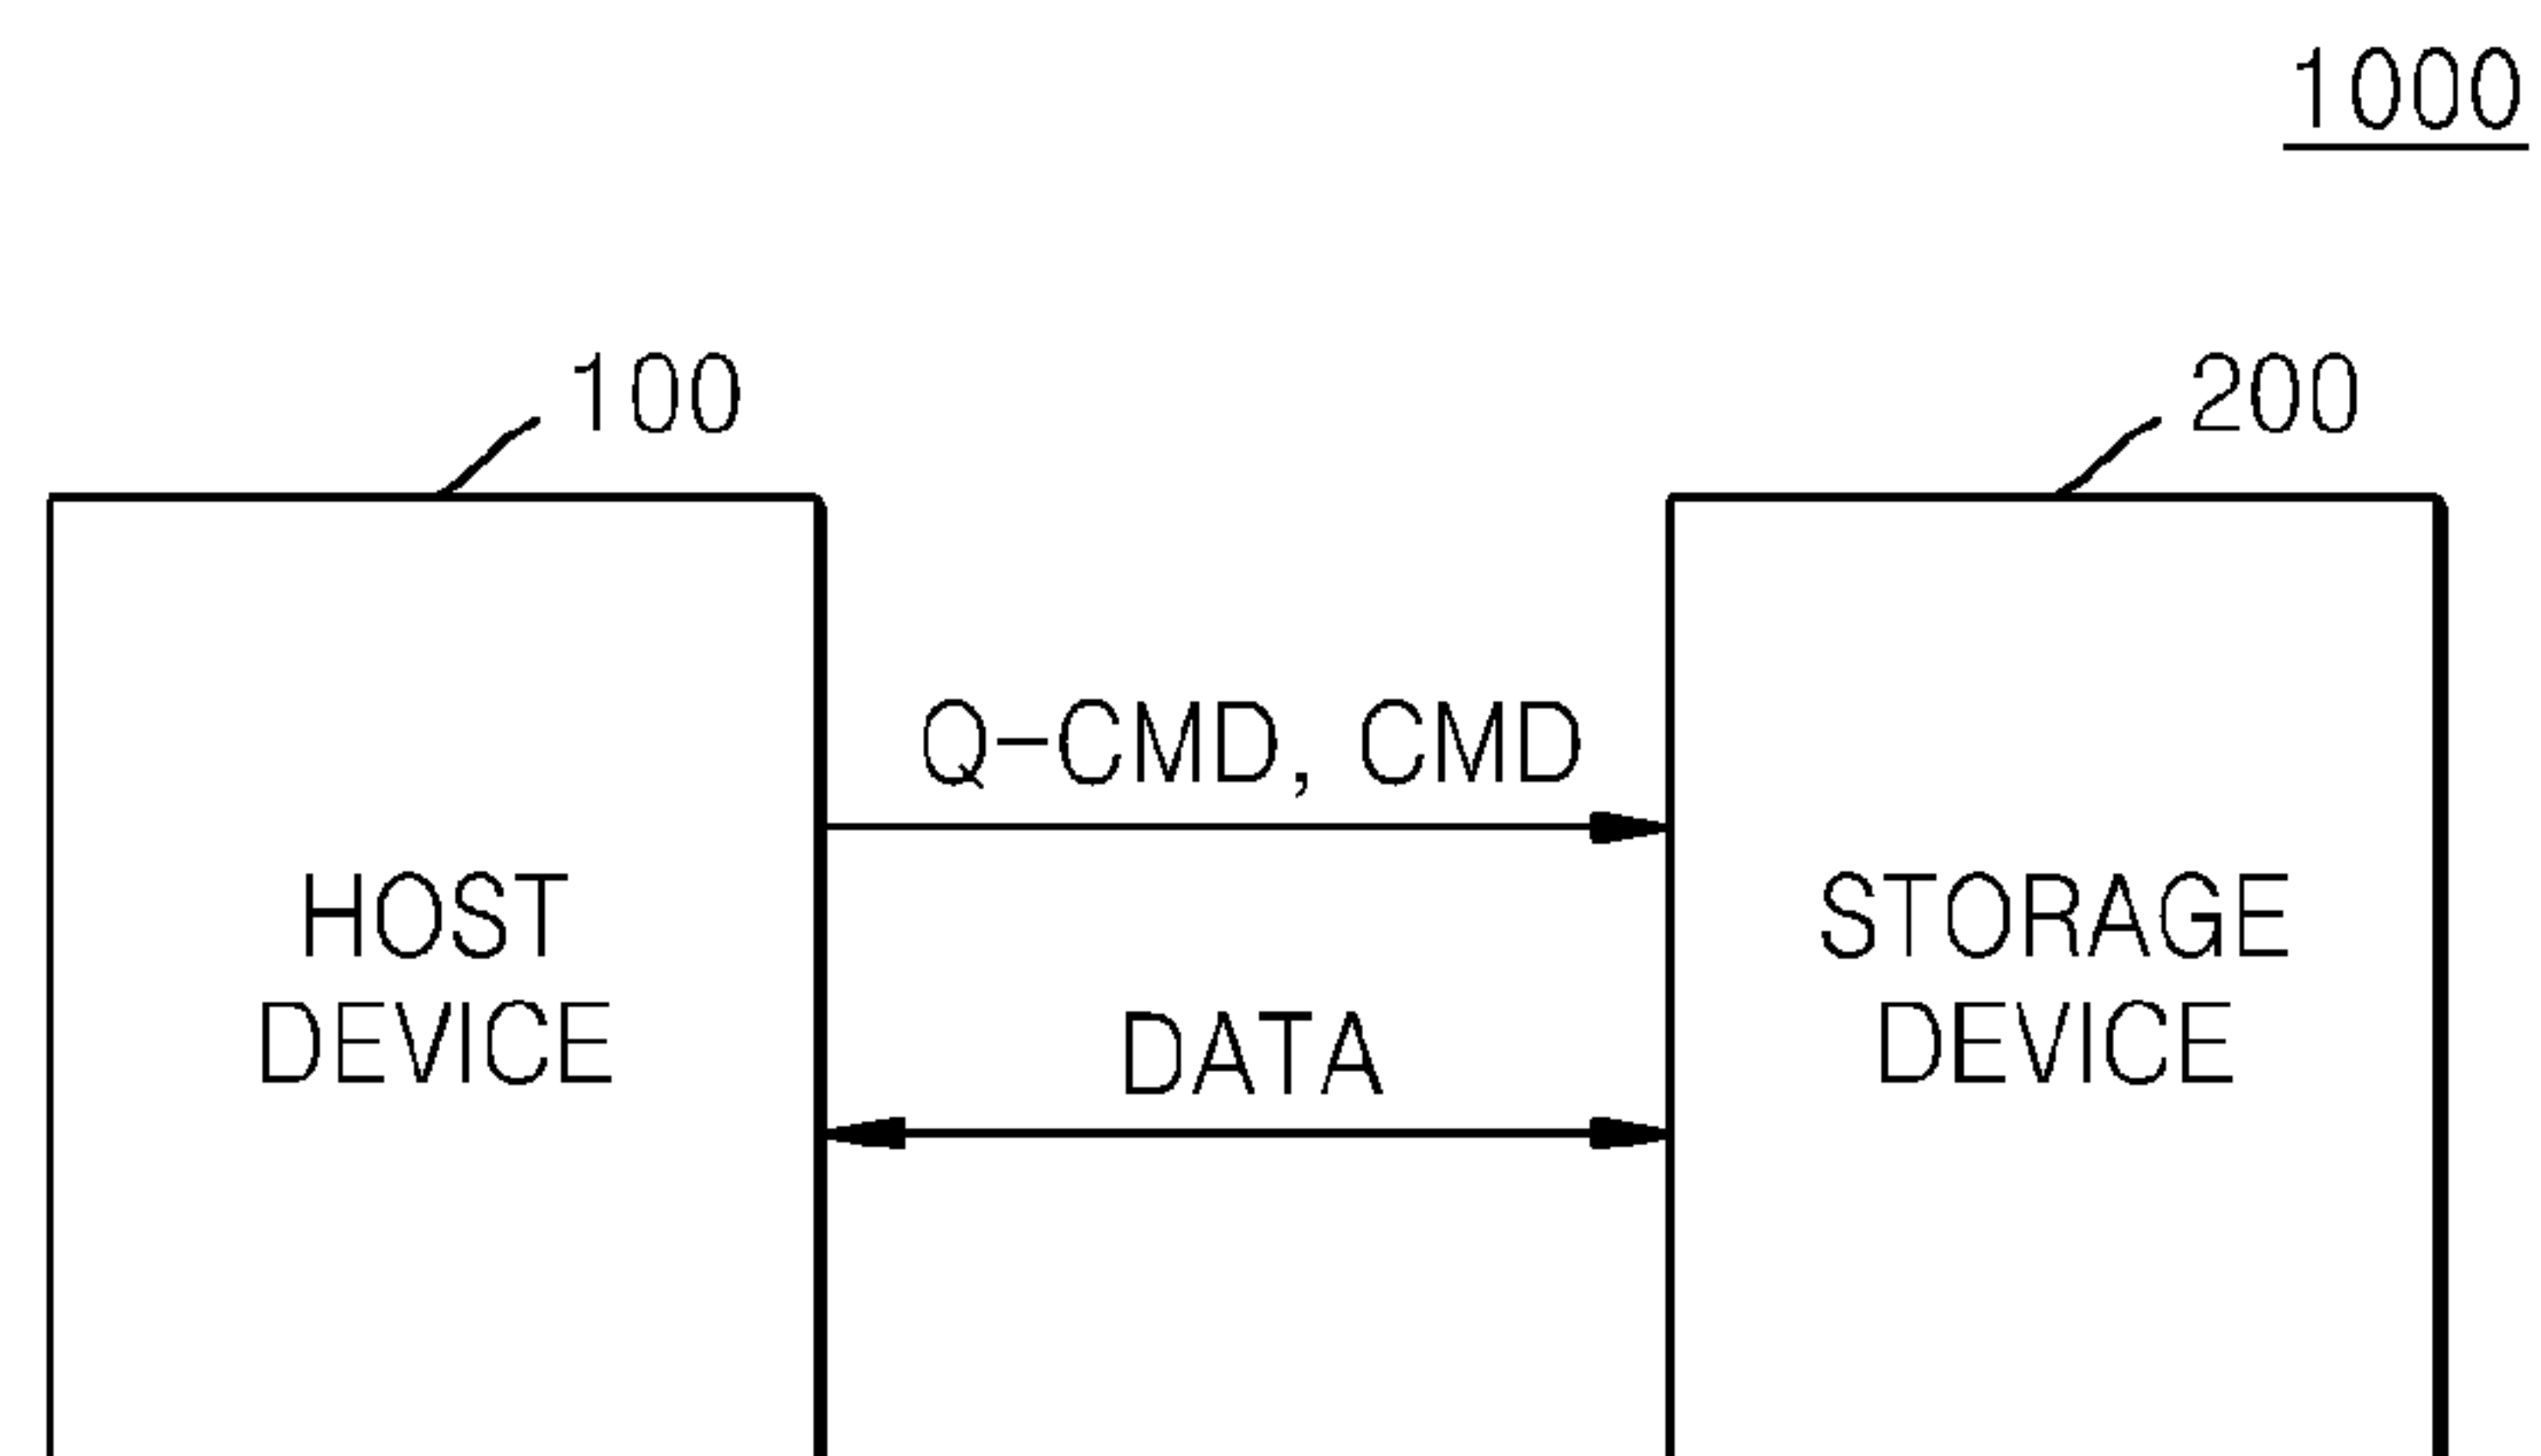 1000
100
200
Q-CMD, CMD
HOST
DEVICE
STORAGE
DEVICE
DATA